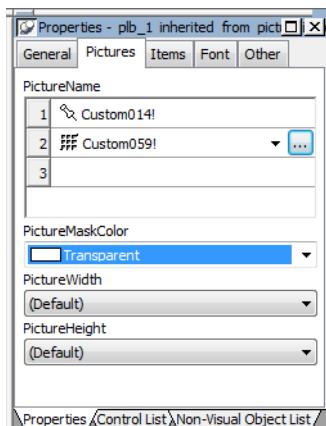 Properties - plb_1 inherited from pict
General Pictures Items Font Other
PictureName
1 Custom014!
2 Custom059! ...
3
PictureMaskColor
Transparent
PictureWidth
(Default)
PictureHeight
(Default)
Properties Control List Non-Visual Object List